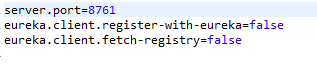 server.port=8761
eureka.client.register-with-eureka=false
eureka.client.fetch-registry=false